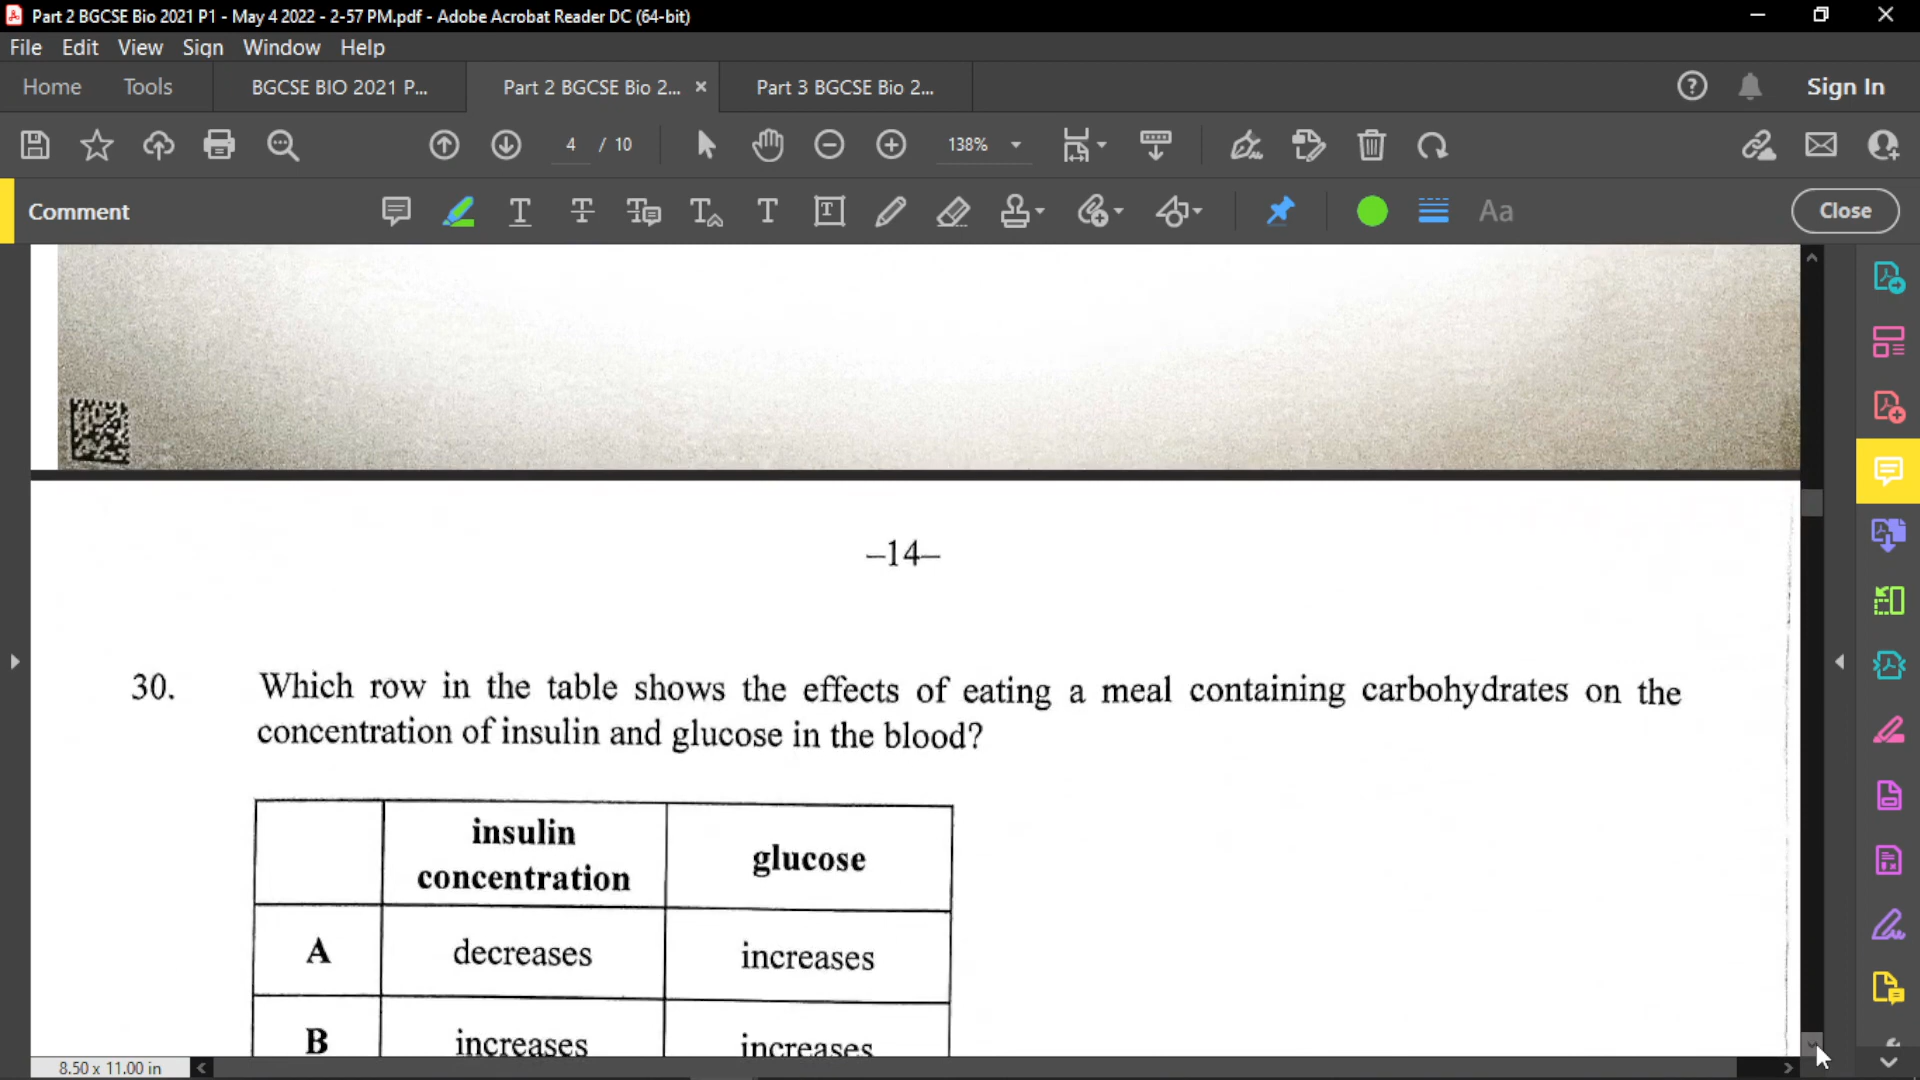 Part 2 BGCSE Bio 2021 P1 - May 4 2022 - 2-57 PM.pdf - Adobe Acrobat Reader DC (64-bit)
File Edit View Sign Window Help
Home Tools BGCSE BIO 2021 P... Part 2 BGCSE Bio 2... × Part 3 BGCSE Bio 2... Sign In
4 / 10 138%
Comment Aa Close
–14–
30. Which row in the table shows the effects of eating a meal containing carbohydrates on the
concentration of insulin and glucose in the blood?
insulin
concentration glucose
A decreases increases
B increases increases
8.50 x 11.00 in